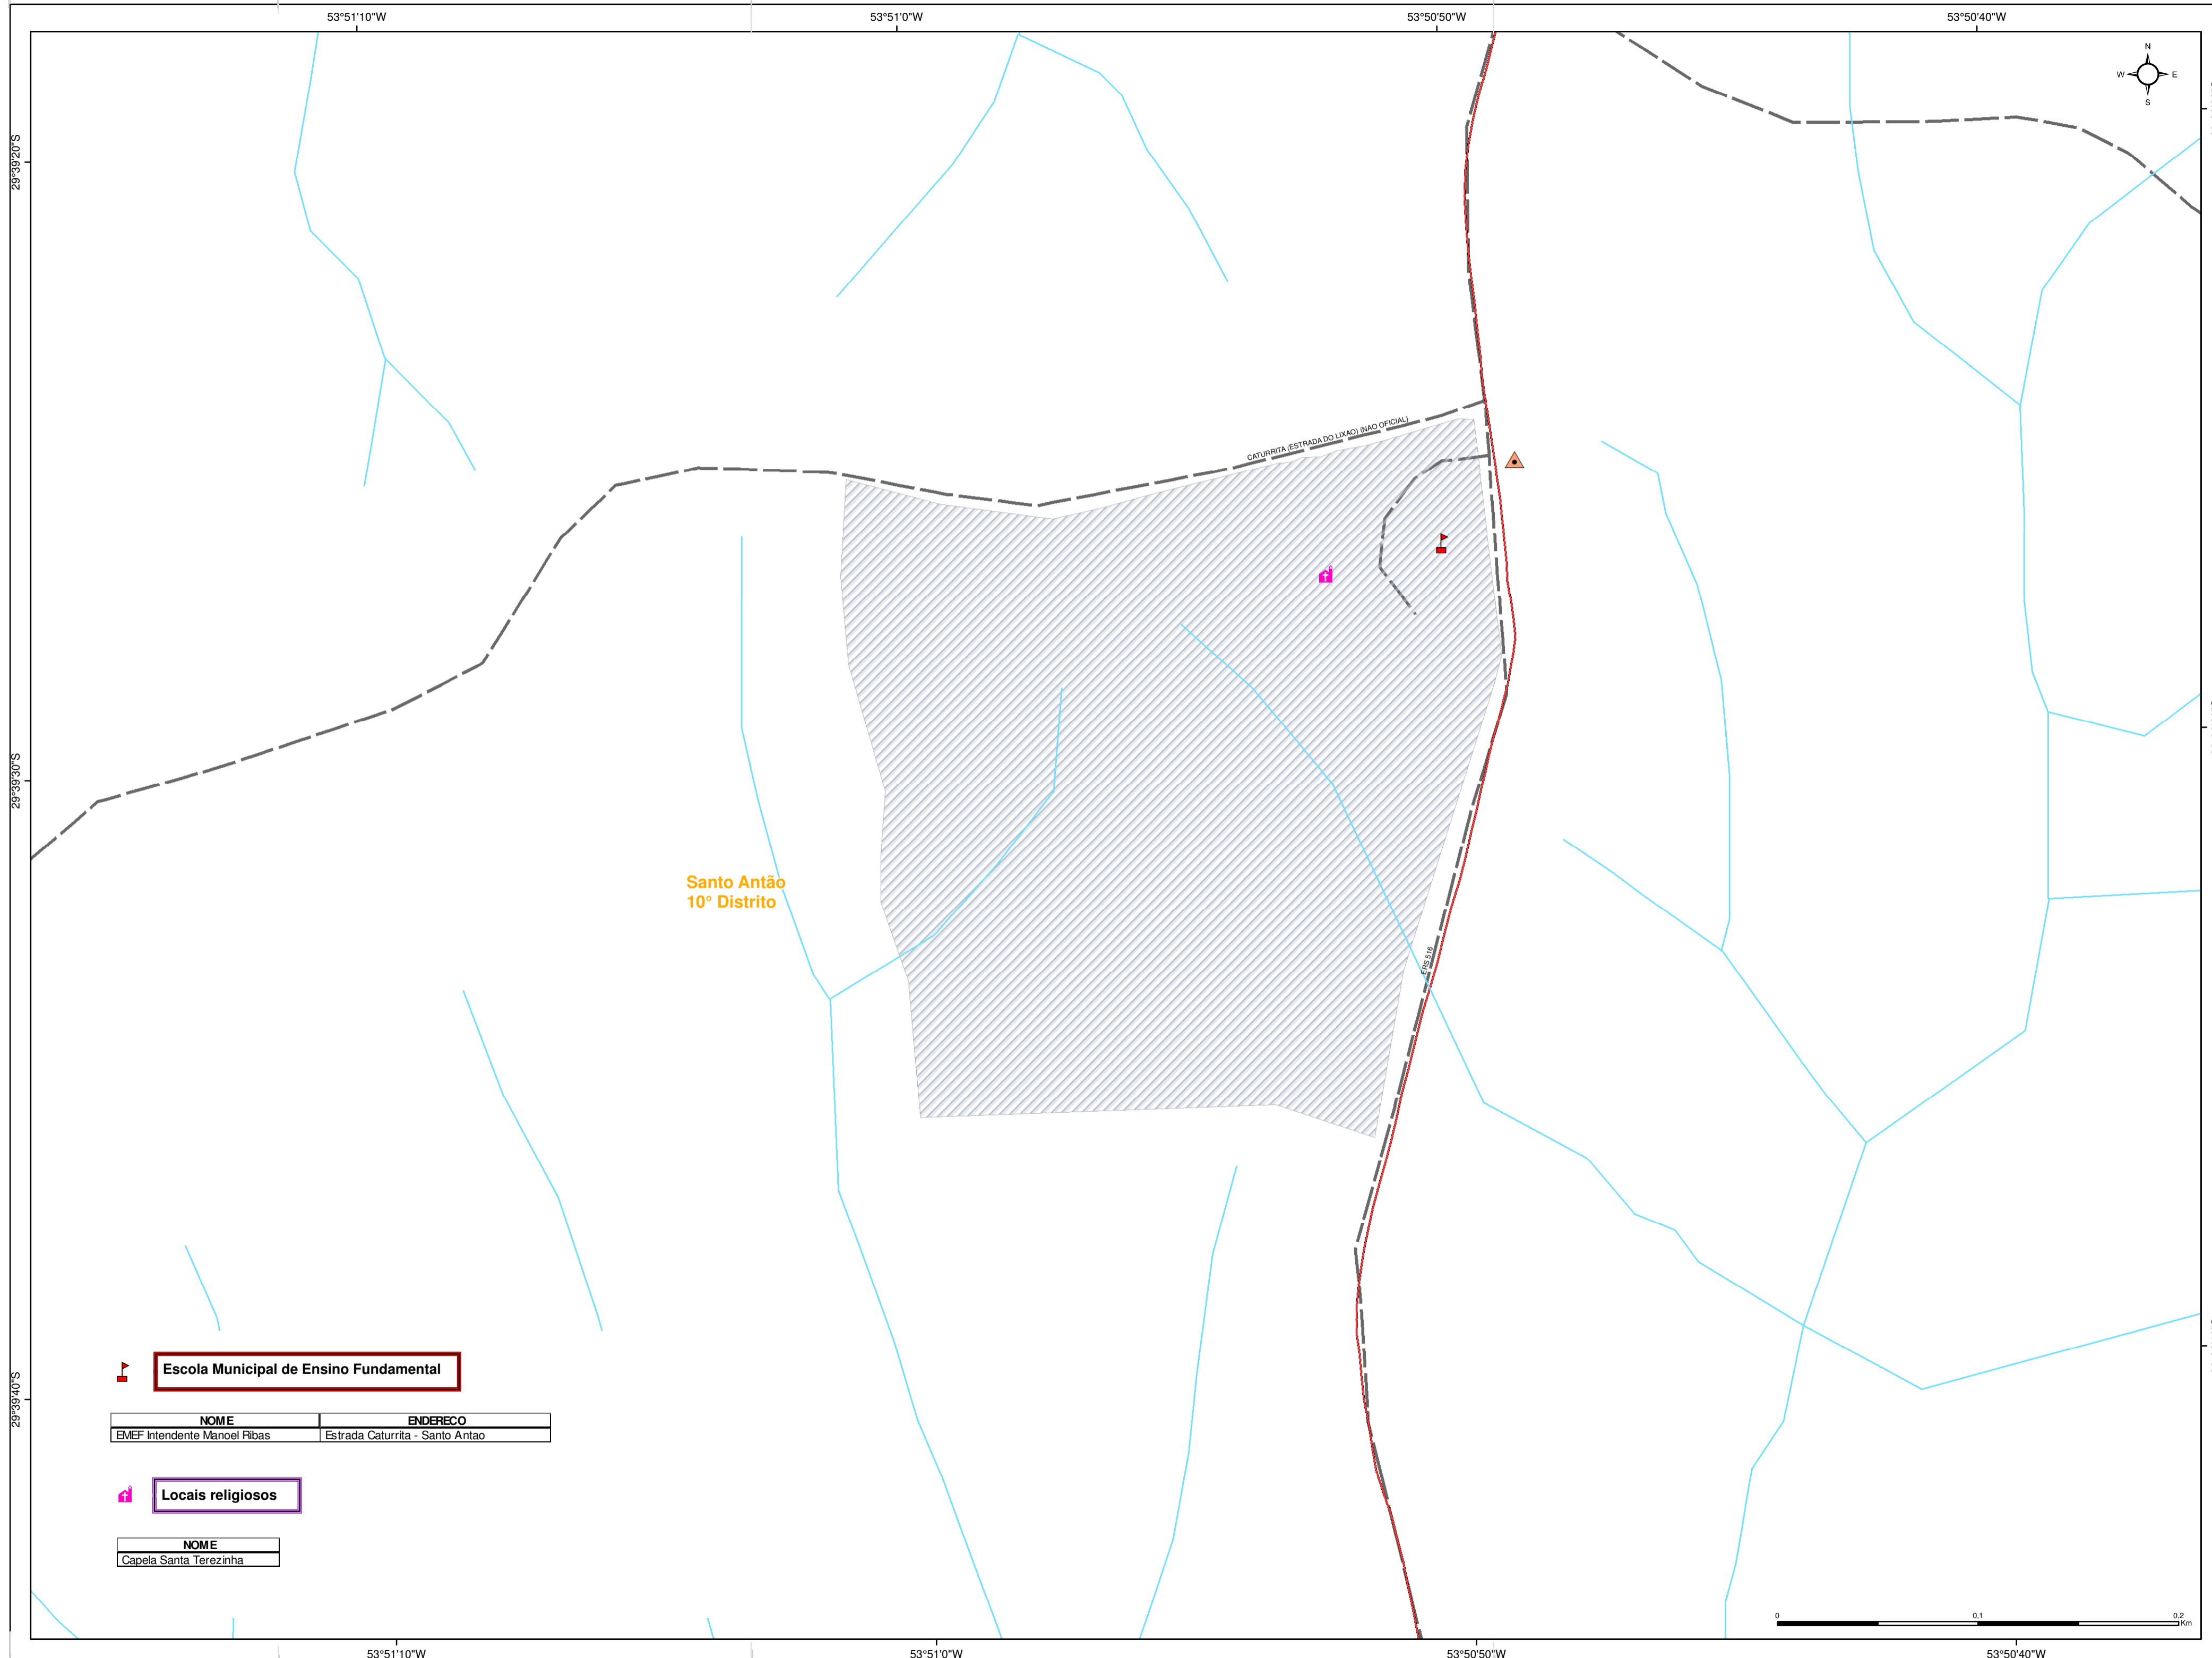 53°51'10"W
53°51'0"W
53°50'50"W
53°50'40"W
N
W
E
S
29°39'20"S
CATURRITA (ESTRADA DO LIXAO) (NAO OFICIAL)
29°39'30"S
Santo Antão
10° Distrito
ERS 516
29°39'40"S
Escola Municipal de Ensino Fundamental
NOME ENDERECO
EMEF Intendente Manoel Ribas Estrada Caturrita - Santo Antao
Locais religiosos
NOME
Capela Santa Terezinha
0 0,1 0,2
Km
53°51'10"W
53°51'0"W
53°50'50"W
53°50'40"W